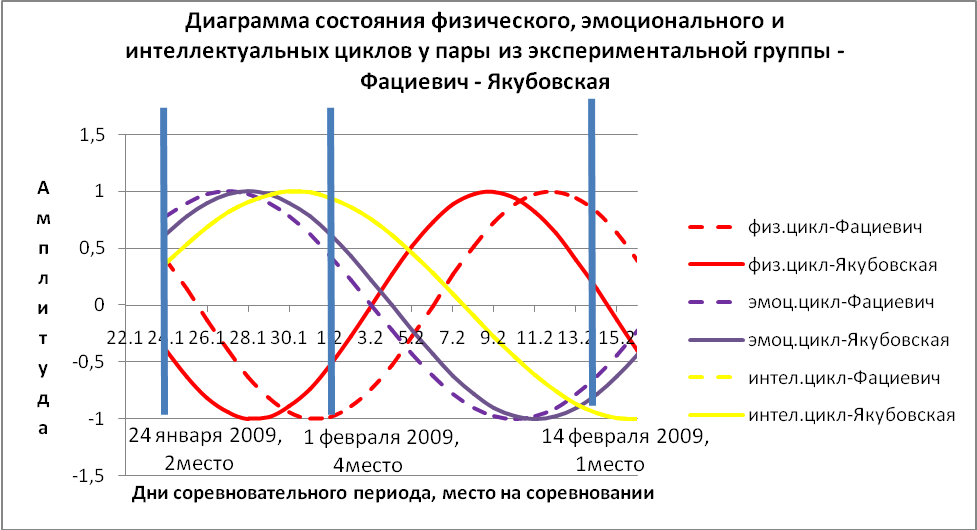 Диаграмма состояния физического, эмоционального и
интеллектуальных циклов у пары из экспериментальной группы -
Фациевич - Якубовская
Амплитуда
1,5
1
0,5
0
-0,5
-1
-1,5
22.1 24.1 26.1 28.1 30.1 1.2 3.2 5.2 7.2 9.2 11.2 13.2 15.2
24 января 2009,
2место
1 февраля 2009,
4место
14 февраля 2009,
1место
Дни соревновательного периода, место на соревновании
физ.цикл-Фациевич
физ.цикл-Якубовская
эмоц.цикл-Фациевич
эмоц.цикл-Якубовская
интел.цикл-Фациевич
интел.цикл-Якубовская